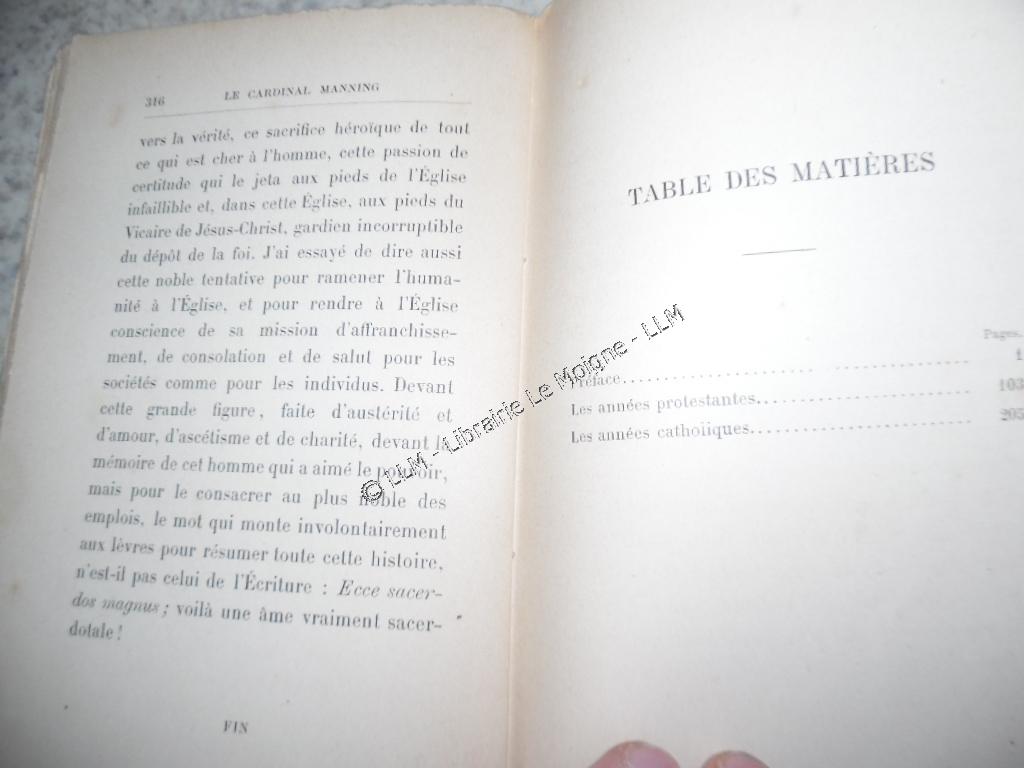 316 LE CARDINAL MANNING
vers la vérité, ce sacrifice héroïque de tout
ce qui est cher à l'homme, cette passion de
certitude qui le jeta aux pieds de l'Église
infaillible et, dans cette Église, aux pieds du
Vicaire de Jésus-Christ, gardien incorruptible
du dépôt de la foi. J'ai essayé de dire aussi
cette noble tentative pour ramener l'huma-
nité à l'Église, et pour rendre à l'Église
conscience de sa mission d'affranchisse-
ment, de consolation et de salut pour les
sociétés comme pour les individus. Devant
cette grande figure, faite d'austérité et
d'amour, d'ascétisme et de charité, devant la
mémoire de cet homme qui a aimé le pouvoir,
mais pour le consacrer au plus noble des
emplois, le mot qui monte involontairement
aux lèvres pour résumer toute cette histoire,
n'est-il pas celui de l'Écriture : Ecce sacer-
dos magnus; voilà une âme vraiment sacer-
dotale!
FIN
TABLE DES MATIÈRES
Pages.
Préface. 1
Les années protestantes. 103
Les années catholiques. 205
© LLM - Librairie Le Moigne - LLM